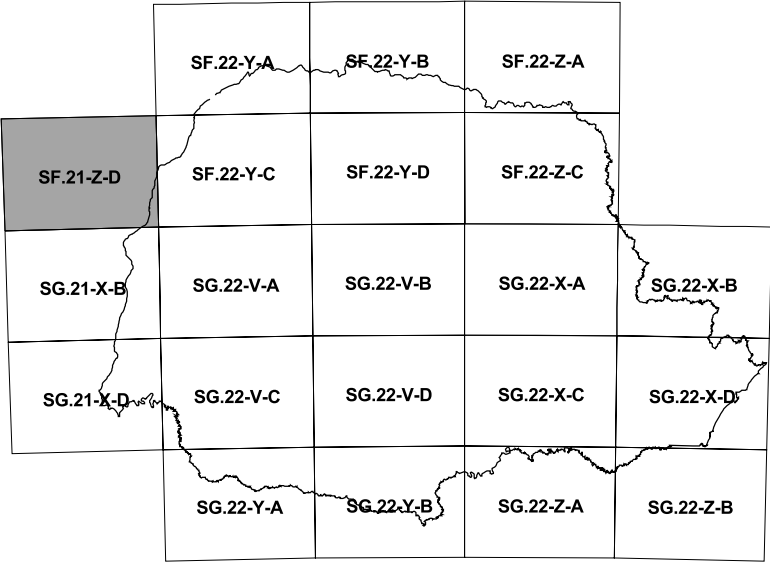 SF.22-Y-A SF.22-Y-B SF.22-Z-A
SF.21-Z-D SF.22-Y-C SF.22-Y-D SF.22-Z-C
SG.21-X-B SG.22-V-A SG.22-V-B SG.22-X-A SG.22-X-B
SG.21-X-D SG.22-V-C SG.22-V-D SG.22-X-C SG.22-X-D
SG.22-Y-A SG.22-Y-B SG.22-Z-A SG.22-Z-B